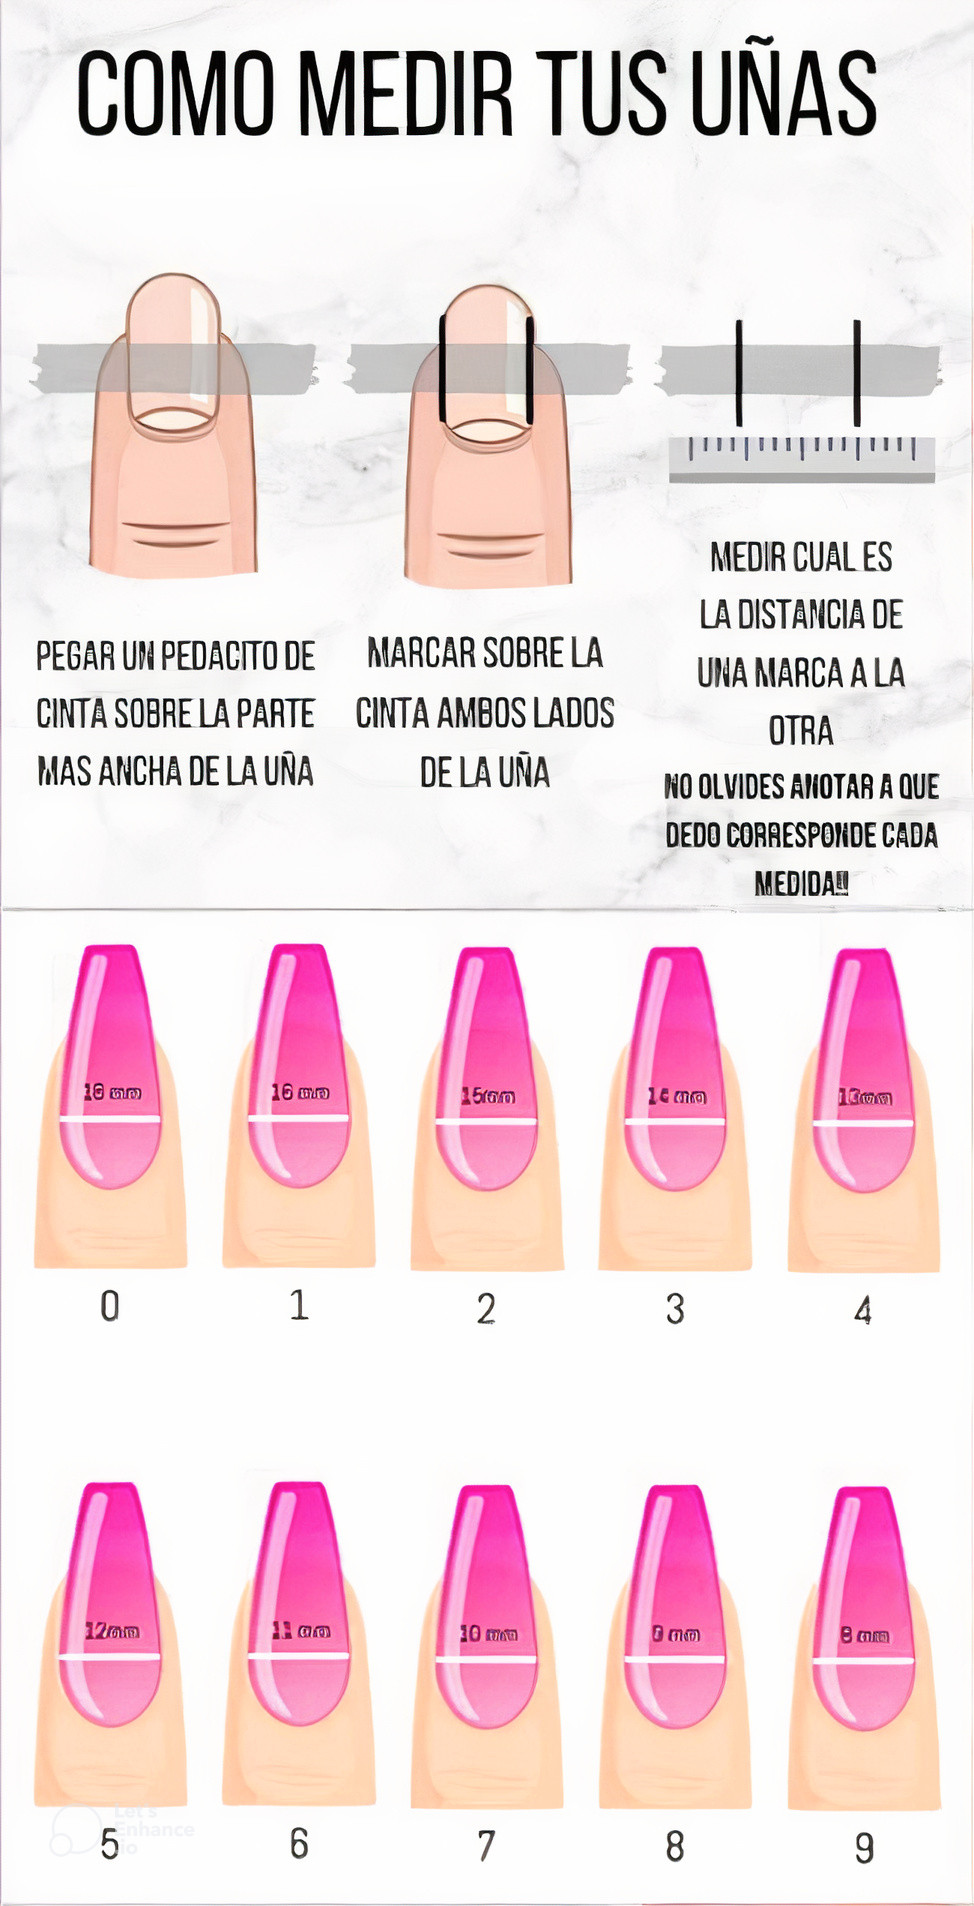 COMO MEDIR TUS UÑAS
PEGAR UN PEDACITO DE
CINTA SOBRE LA PARTE
MAS ANCHA DE LA UÑA
MARCAR SOBRE LA
CINTA AMBOS LADOS
DE LA UÑA
MEDIR CUAL ES
LA DISTANCIA DE
UNA MARCA A LA
OTRA
NO OLVIDES ANOTAR A QUE
DEDO CORRESPONDE CADA
MEDIDA!!
18 mm
16 mm
15mm
14 mm
13mm
0
1
2
3
4
12mm
11 mm
10 mm
9 mm
8 mm
Let's
Enhance
.io
5
6
7
8
9